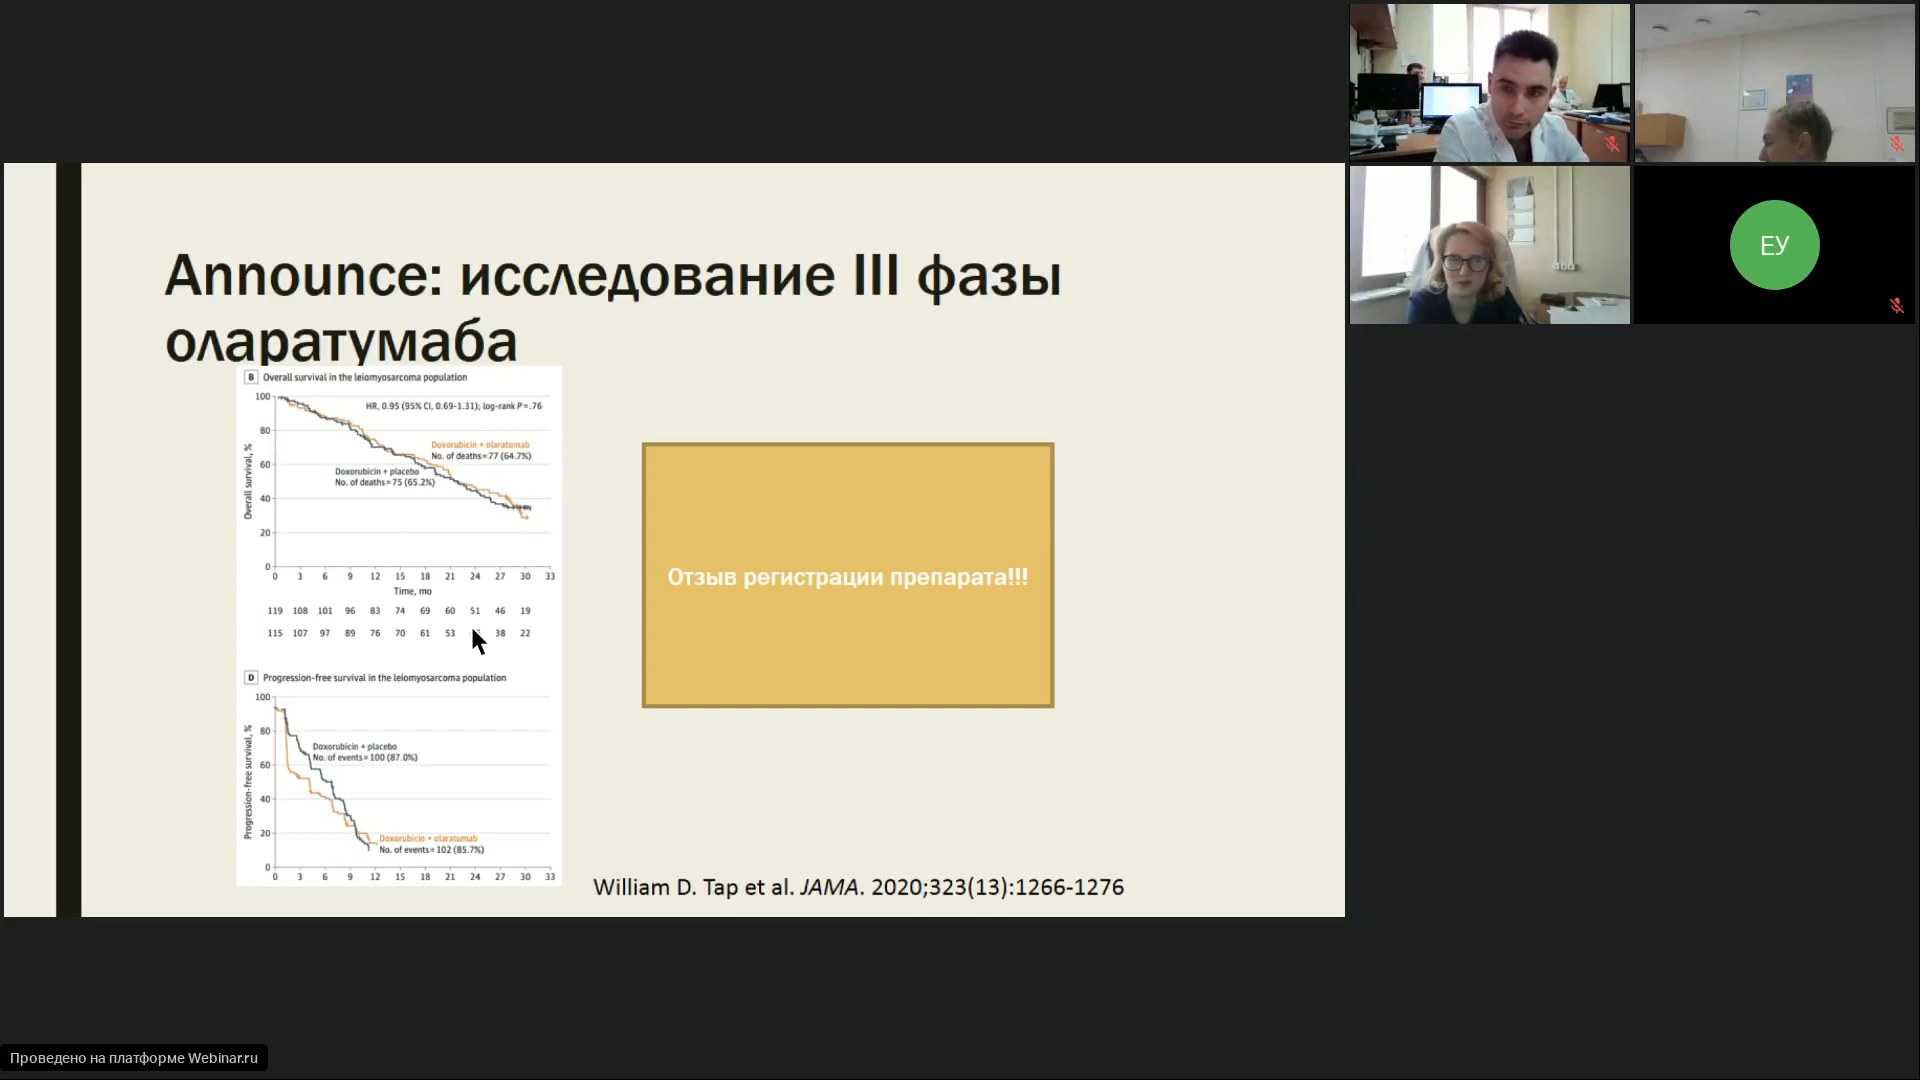 ЕУ
Announce: исследование III фазы
оларатумаба
B Overall survival in the leiomyosarcoma population
HR, 0.95 (95% CI, 0.69-1.31); log-rank P = .76
Doxorubicin + olaratumab
No. of deaths = 77 (64.7%)
Doxorubicin + placebo
No. of deaths = 75 (65.2%)
Overall survival, %
100
80
60
40
20
0
0 3 6 9 12 15 18 21 24 27 30 33
Time, mo
119 108 101 96 83 74 69 60 51 46 19
115 107 97 89 76 70 61 53 38 22
D Progression-free survival in the leiomyosarcoma population
Doxorubicin + placebo
No. of events = 100 (87.0%)
Doxorubicin + olaratumab
No. of events = 102 (85.7%)
Progression-free survival, %
100
80
60
40
20
0
0 3 6 9 12 15 18 21 24 27 30 33
Отзыв регистрации препарата!!!
William D. Tap et al. JAMA. 2020;323(13):1266-1276
Проведено на платформе Webinar.ru